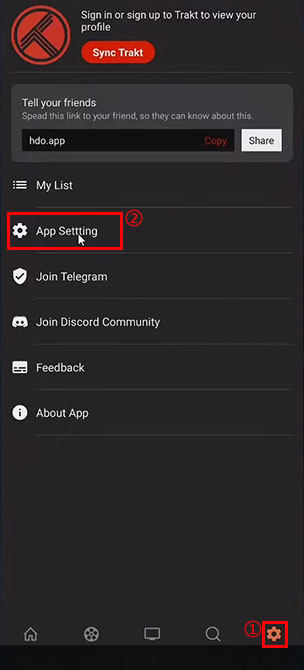 Sign in or sign up to Trakt to view your
profile
Sync Trakt
Tell your friends
Spead this link to your friend, so they can know about this.
hdo.app Copy Share
My List
App Settting
②
Join Telegram
Join Discord Community
Feedback
About App
①